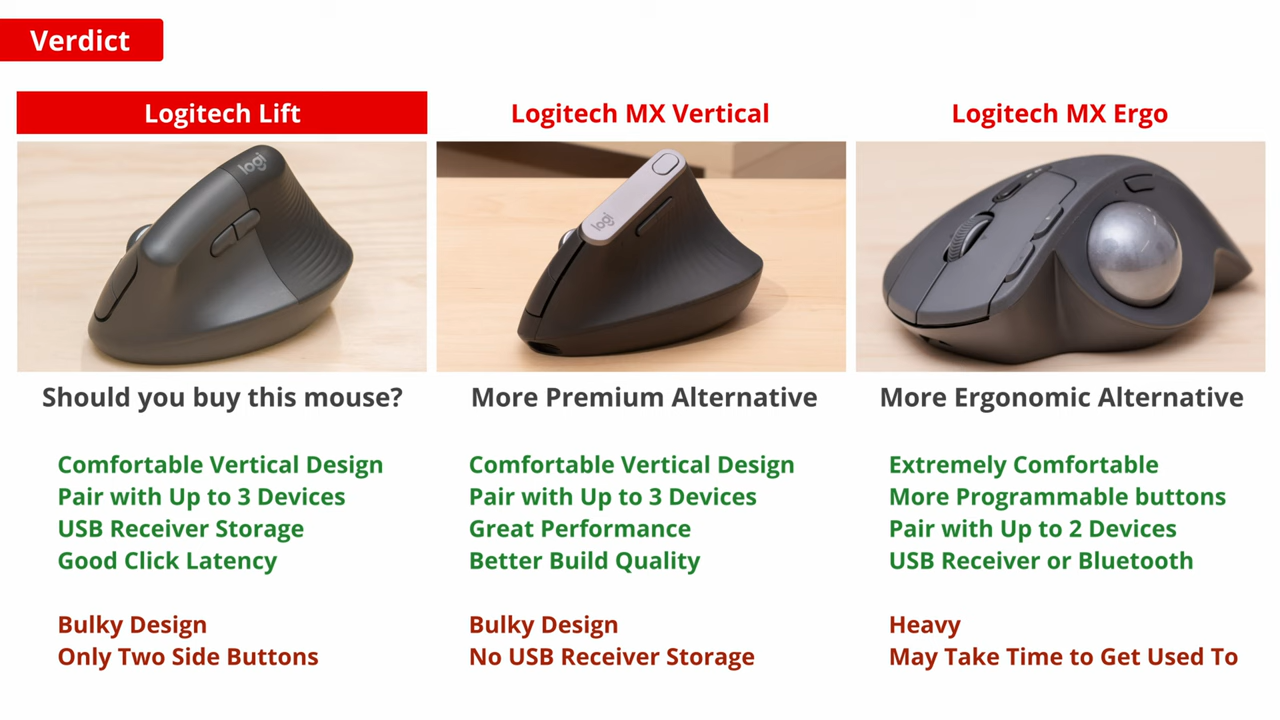 Verdict
Logitech Lift
Logitech MX Vertical
Logitech MX Ergo
logi
logi
Should you buy this mouse?
More Premium Alternative
More Ergonomic Alternative
Comfortable Vertical Design
Pair with Up to 3 Devices
USB Receiver Storage
Good Click Latency
Bulky Design
Only Two Side Buttons
Comfortable Vertical Design
Pair with Up to 3 Devices
Great Performance
Better Build Quality
Bulky Design
No USB Receiver Storage
Extremely Comfortable
More Programmable buttons
Pair with Up to 2 Devices
USB Receiver or Bluetooth
Heavy
May Take Time to Get Used To